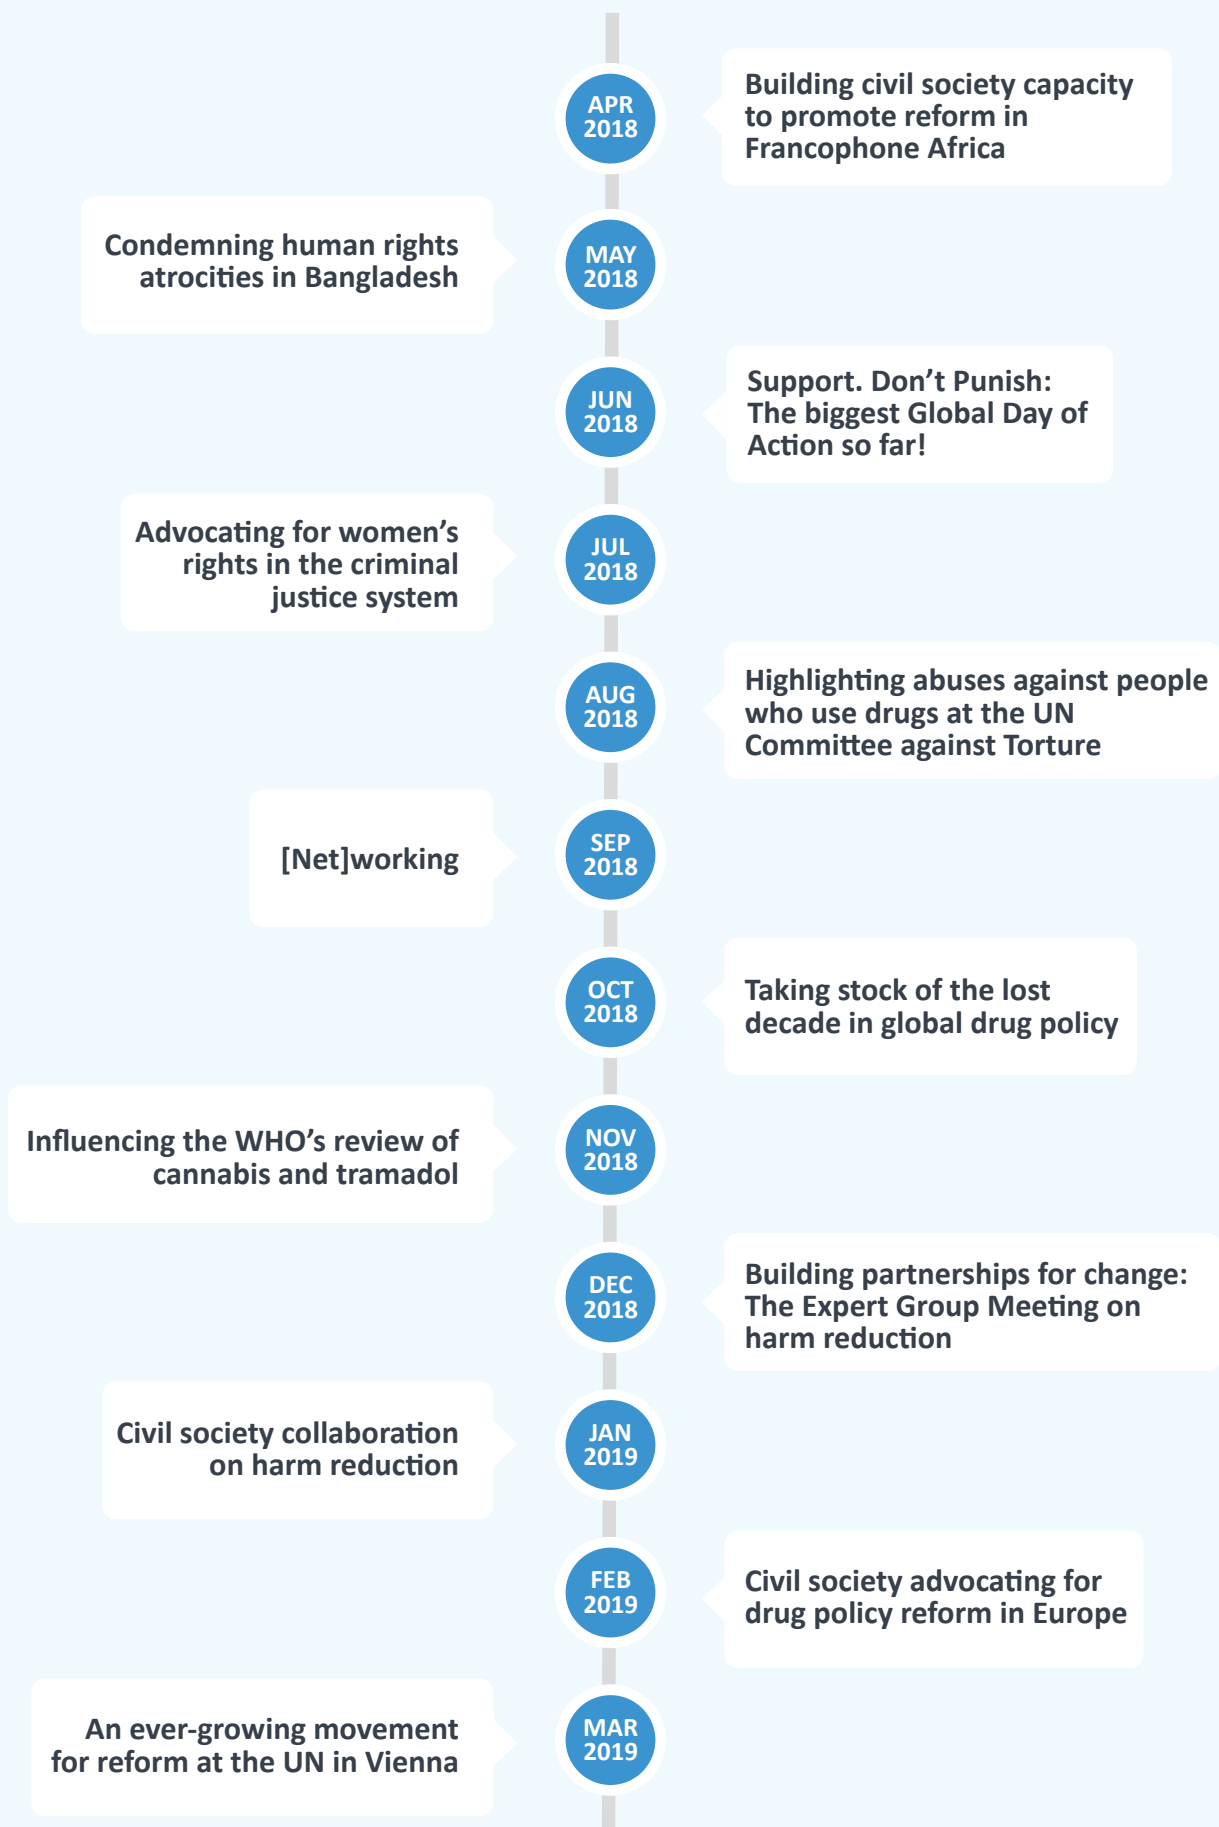 APR
2018
Building civil society capacity
to promote reform in
Francophone Africa
MAY
2018
Condemning human rights
atrocities in Bangladesh
JUN
2018
Support. Don’t Punish:
The biggest Global Day of
Action so far!
JUL
2018
Advocating for women’s
rights in the criminal
justice system
AUG
2018
Highlighting abuses against people
who use drugs at the UN
Committee against Torture
SEP
2018
[Net]working
OCT
2018
Taking stock of the lost
decade in global drug policy
NOV
2018
Influencing the WHO’s review of
cannabis and tramadol
DEC
2018
Building partnerships for change:
The Expert Group Meeting on
harm reduction
JAN
2019
Civil society collaboration
on harm reduction
FEB
2019
Civil society advocating for
drug policy reform in Europe
MAR
2019
An ever-growing movement
for reform at the UN in Vienna